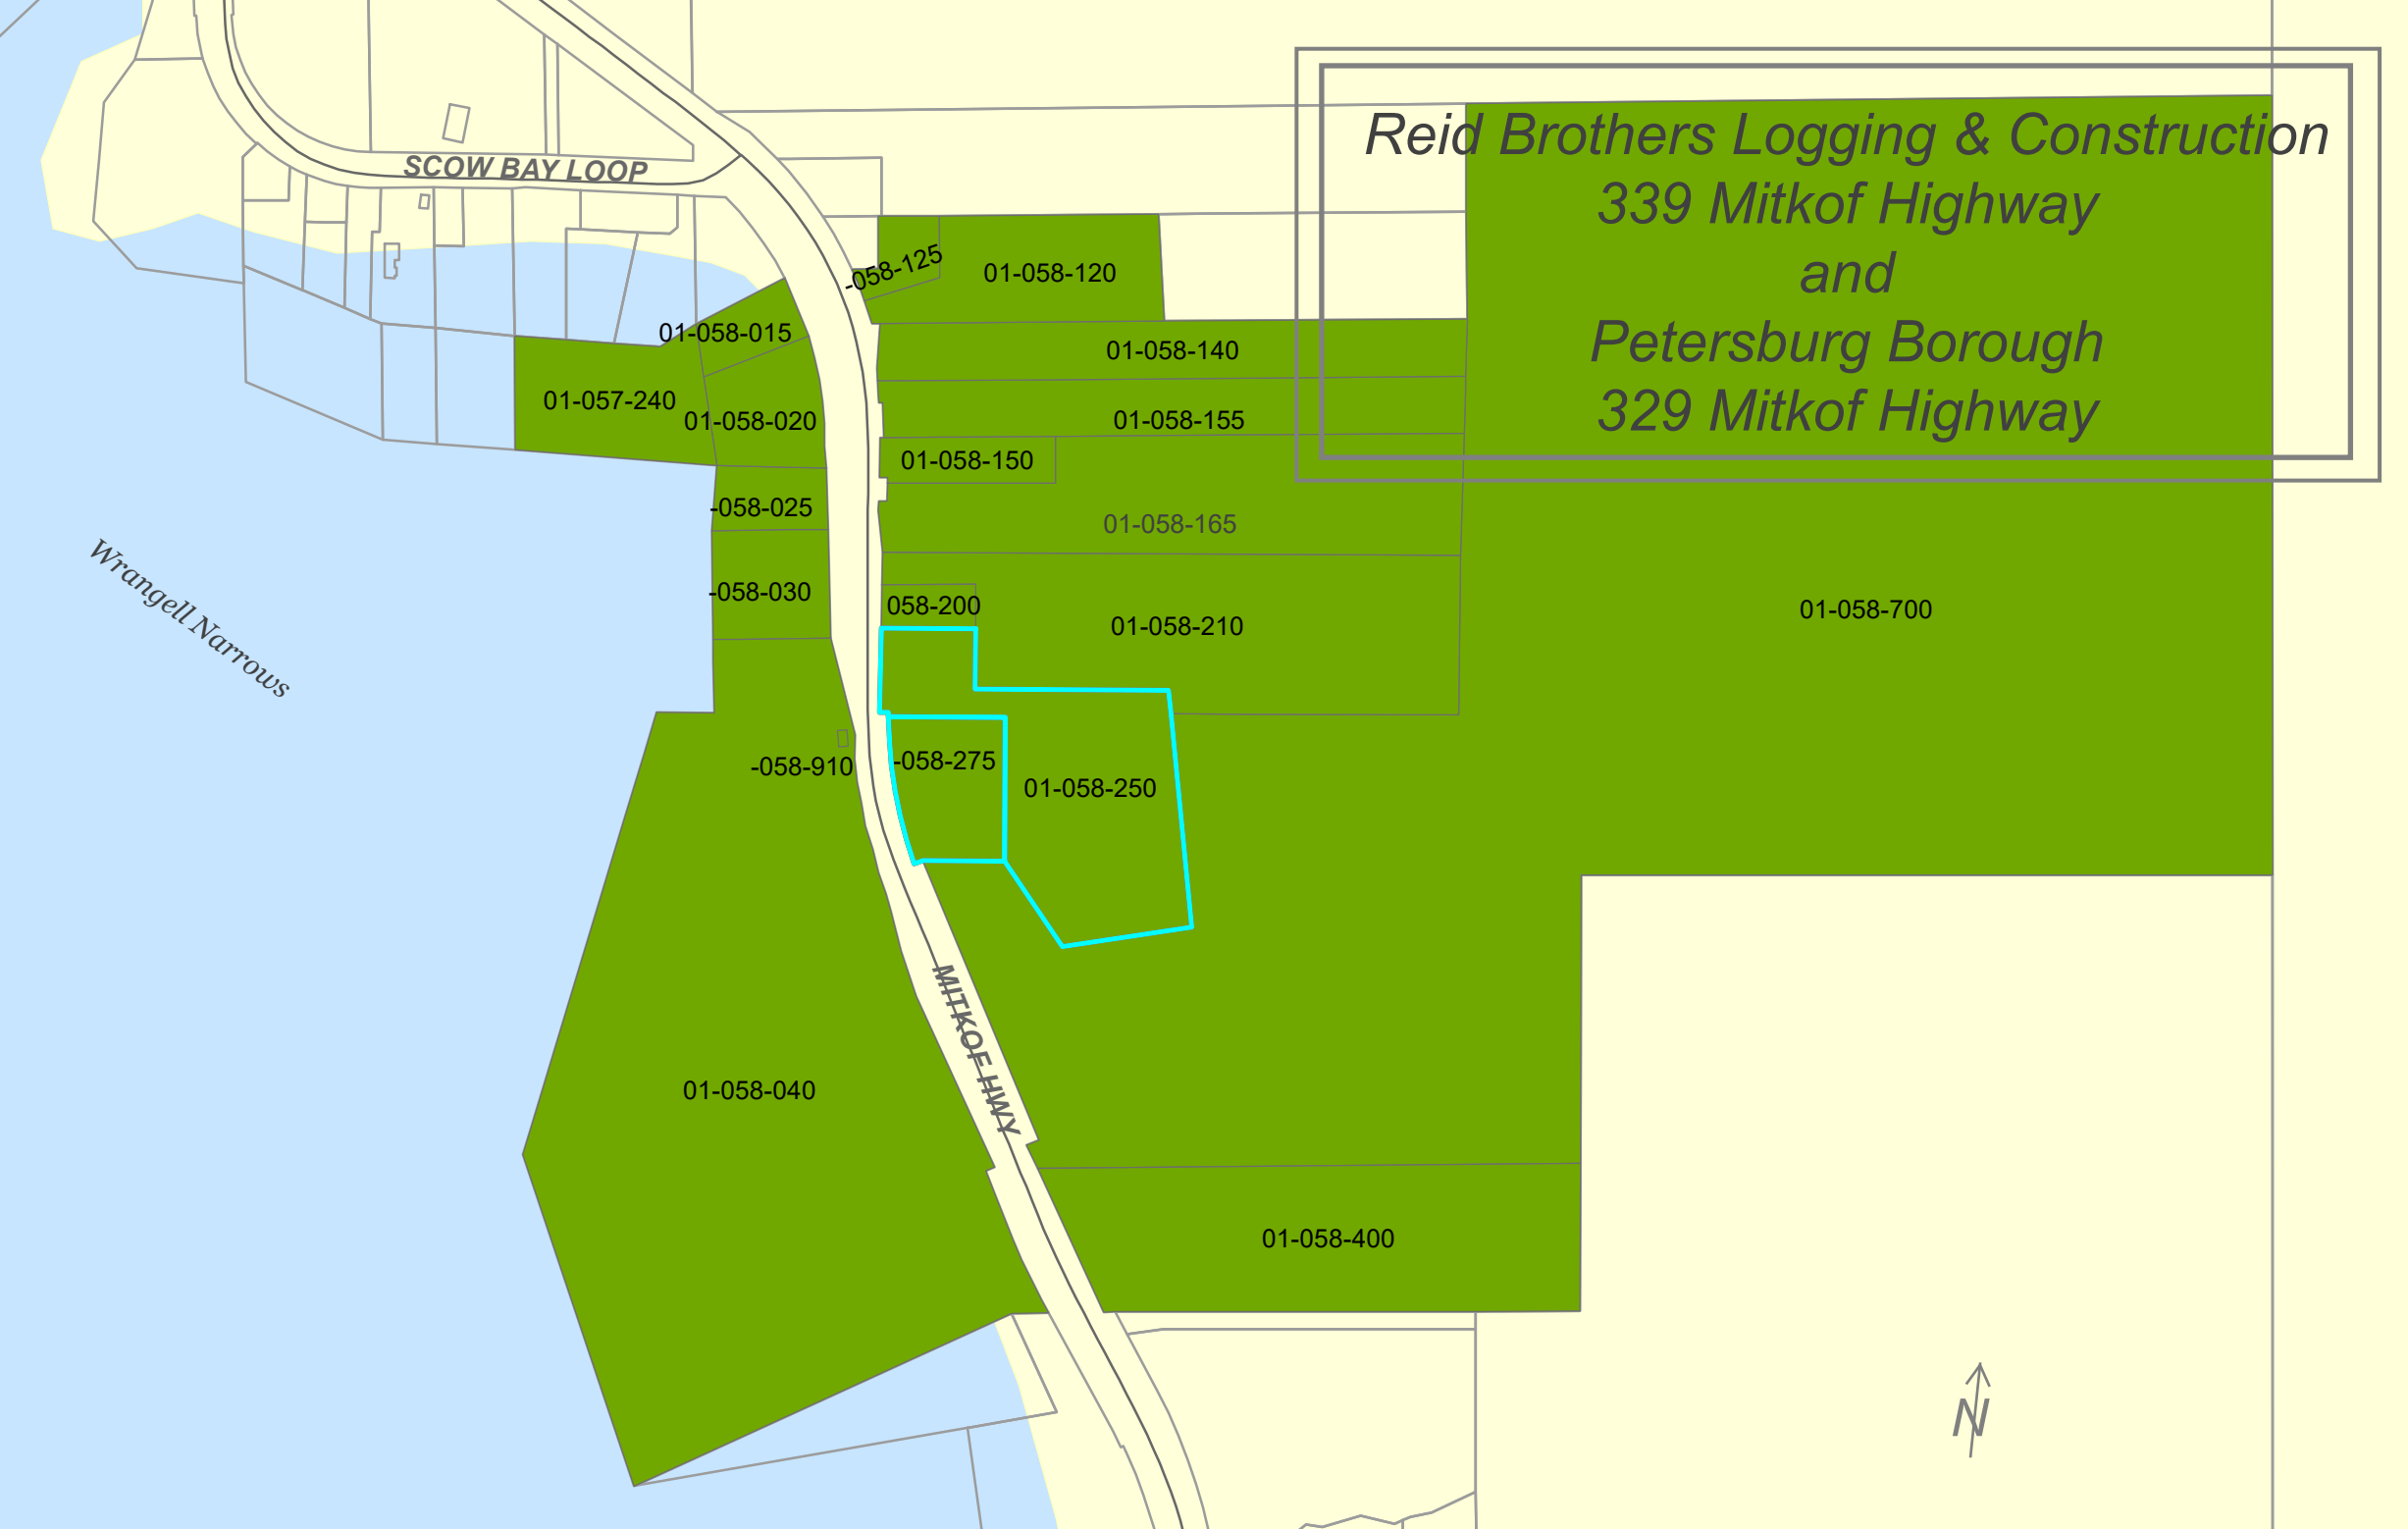 Reid Brothers Logging & Construction
339 Mitkof Highway
and
Petersburg Borough
329 Mitkof Highway
SCOW BAY LOOP
-058-125
01-058-120
01-058-015
01-058-140
01-057-240
01-058-020
01-058-155
01-058-150
-058-025
01-058-165
-058-030
058-200
01-058-210
01-058-700
Wrangell Narrows
-058-910
-058-275
01-058-250
MITKOF HWY
01-058-040
01-058-400
N